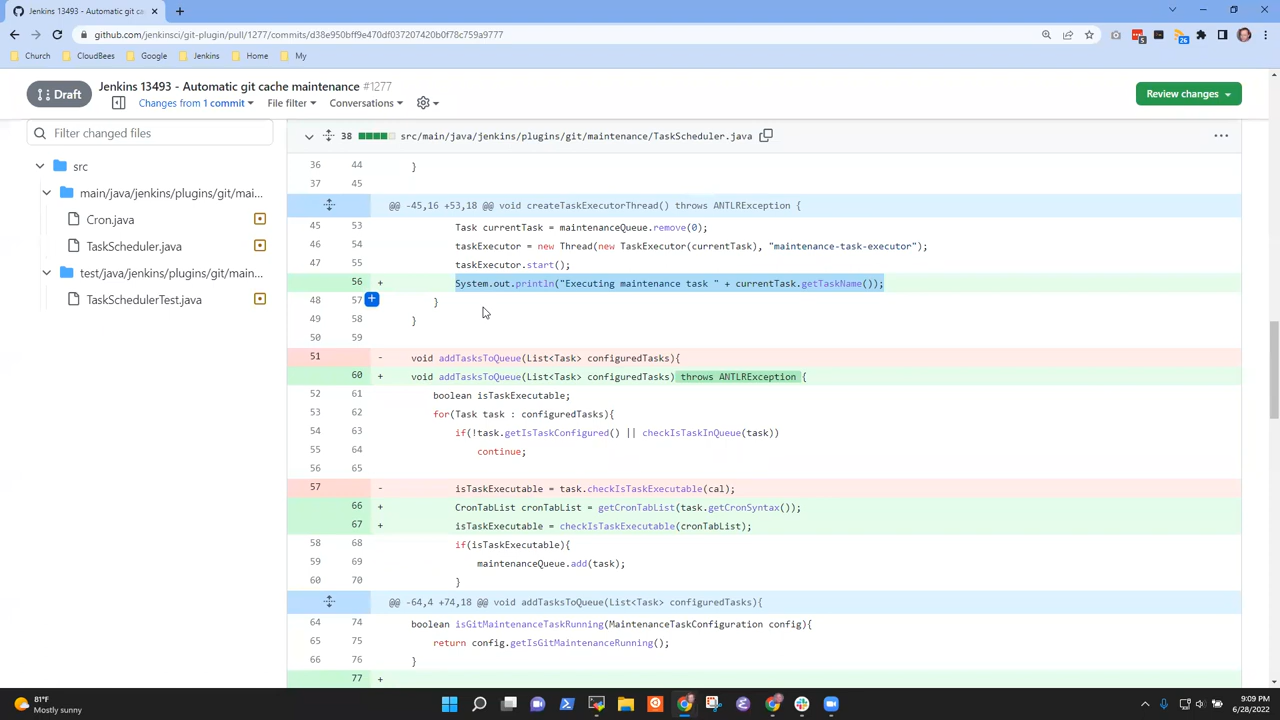 Jenkins 13493 - Automatic git cac
github.com/jenkinsci/git-plugin/pull/1277/commits/d38e950bff9e470df037207420b0f78c759a9777
5
26
Church
CloudBees
Google
Jenkins
Home
My
Draft
Jenkins 13493 - Automatic git cache maintenance #1277
Changes from 1 commit
File filter
Conversations
Review changes
Filter changed files
38 src/main/java/jenkins/plugins/git/maintenance/TaskScheduler.java
src
main/java/jenkins/plugins/git/mai...
Cron.java
TaskScheduler.java
test/java/jenkins/plugins/git/main...
TaskSchedulerTest.java
36 44 }
37 45
@@ -45,16 +53,18 @@ void createTaskExecutorThread() throws ANTLRException {
45 53 Task currentTask = maintenanceQueue.remove(0);
46 54 taskExecutor = new Thread(new TaskExecutor(currentTask), "maintenance-task-executor");
47 55 taskExecutor.start();
56 + System.out.println("Executing maintenance task " + currentTask.getTaskName());
48 57 }
49 58 }
50 59
51 - void addTasksToQueue(List<Task> configuredTasks){
60 + void addTasksToQueue(List<Task> configuredTasks) throws ANTLRException {
52 61 boolean isTaskExecutable;
53 62 for(Task task : configuredTasks){
54 63 if(!task.getIsTaskConfigured() || checkIsTaskInQueue(task))
55 64 continue;
56 65
57 - isTaskExecutable = task.checkIsTaskExecutable(cal);
66 + CronTabList cronTabList = getCronTabList(task.getCronSyntax());
67 + isTaskExecutable = checkIsTaskExecutable(cronTabList);
58 68 if(isTaskExecutable){
59 69 maintenanceQueue.add(task);
60 70 }
@@ -64,4 +74,18 @@ void addTasksToQueue(List<Task> configuredTasks){
64 74 boolean isGitMaintenanceTaskRunning(MaintenanceTaskConfiguration config){
65 75 return config.getIsGitMaintenanceRunning();
66 76 }
77 +
81°F
Mostly sunny
9:09 PM
6/28/2022